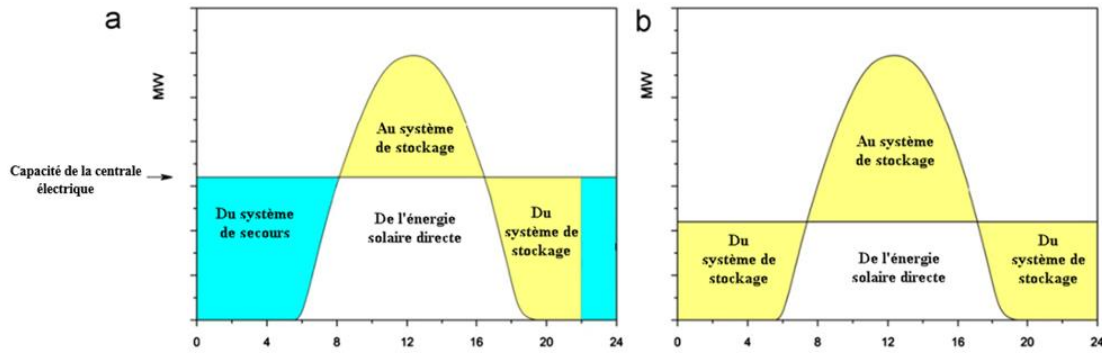 a
MW
Capacité de la centrale
électrique
Au système
de stockage
Du système
de secours
De l'énergie
solaire directe
Du
système de
stockage
0 4 8 12 16 20 24
b
MW
Au système
de stockage
Du
système de
stockage
De l'énergie
solaire directe
Du
système de
stockage
0 4 8 12 16 20 24